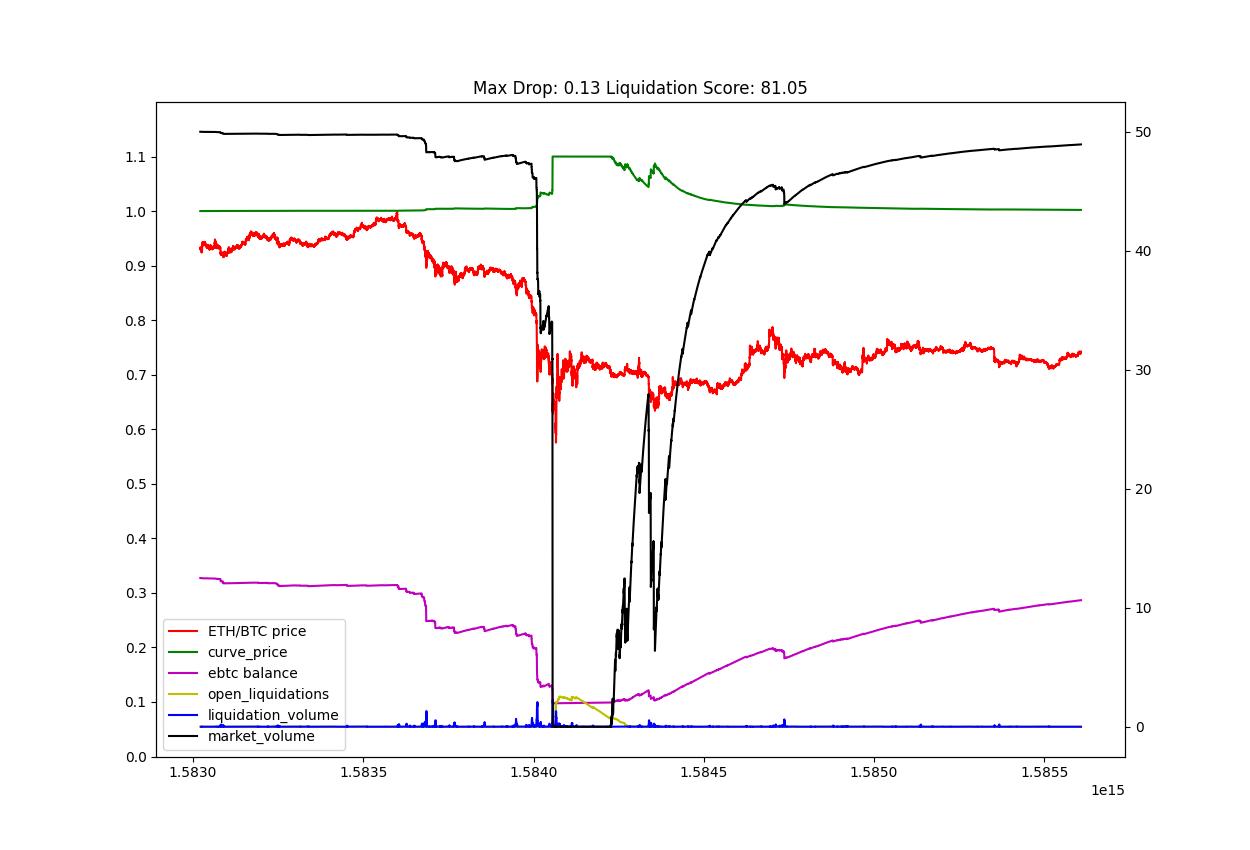 Max Drop: 0.13 Liquidation Score: 81.05
1.1
1.0
0.9
0.8
0.7
0.6
0.5
0.4
0.3
0.2
0.1
0.0
50
40
30
20
10
0
ETH/BTC price
curve_price
ebtc balance
open_liquidations
liquidation_volume
market_volume
1.5830 1.5835 1.5840 1.5845 1.5850 1.5855
1e15